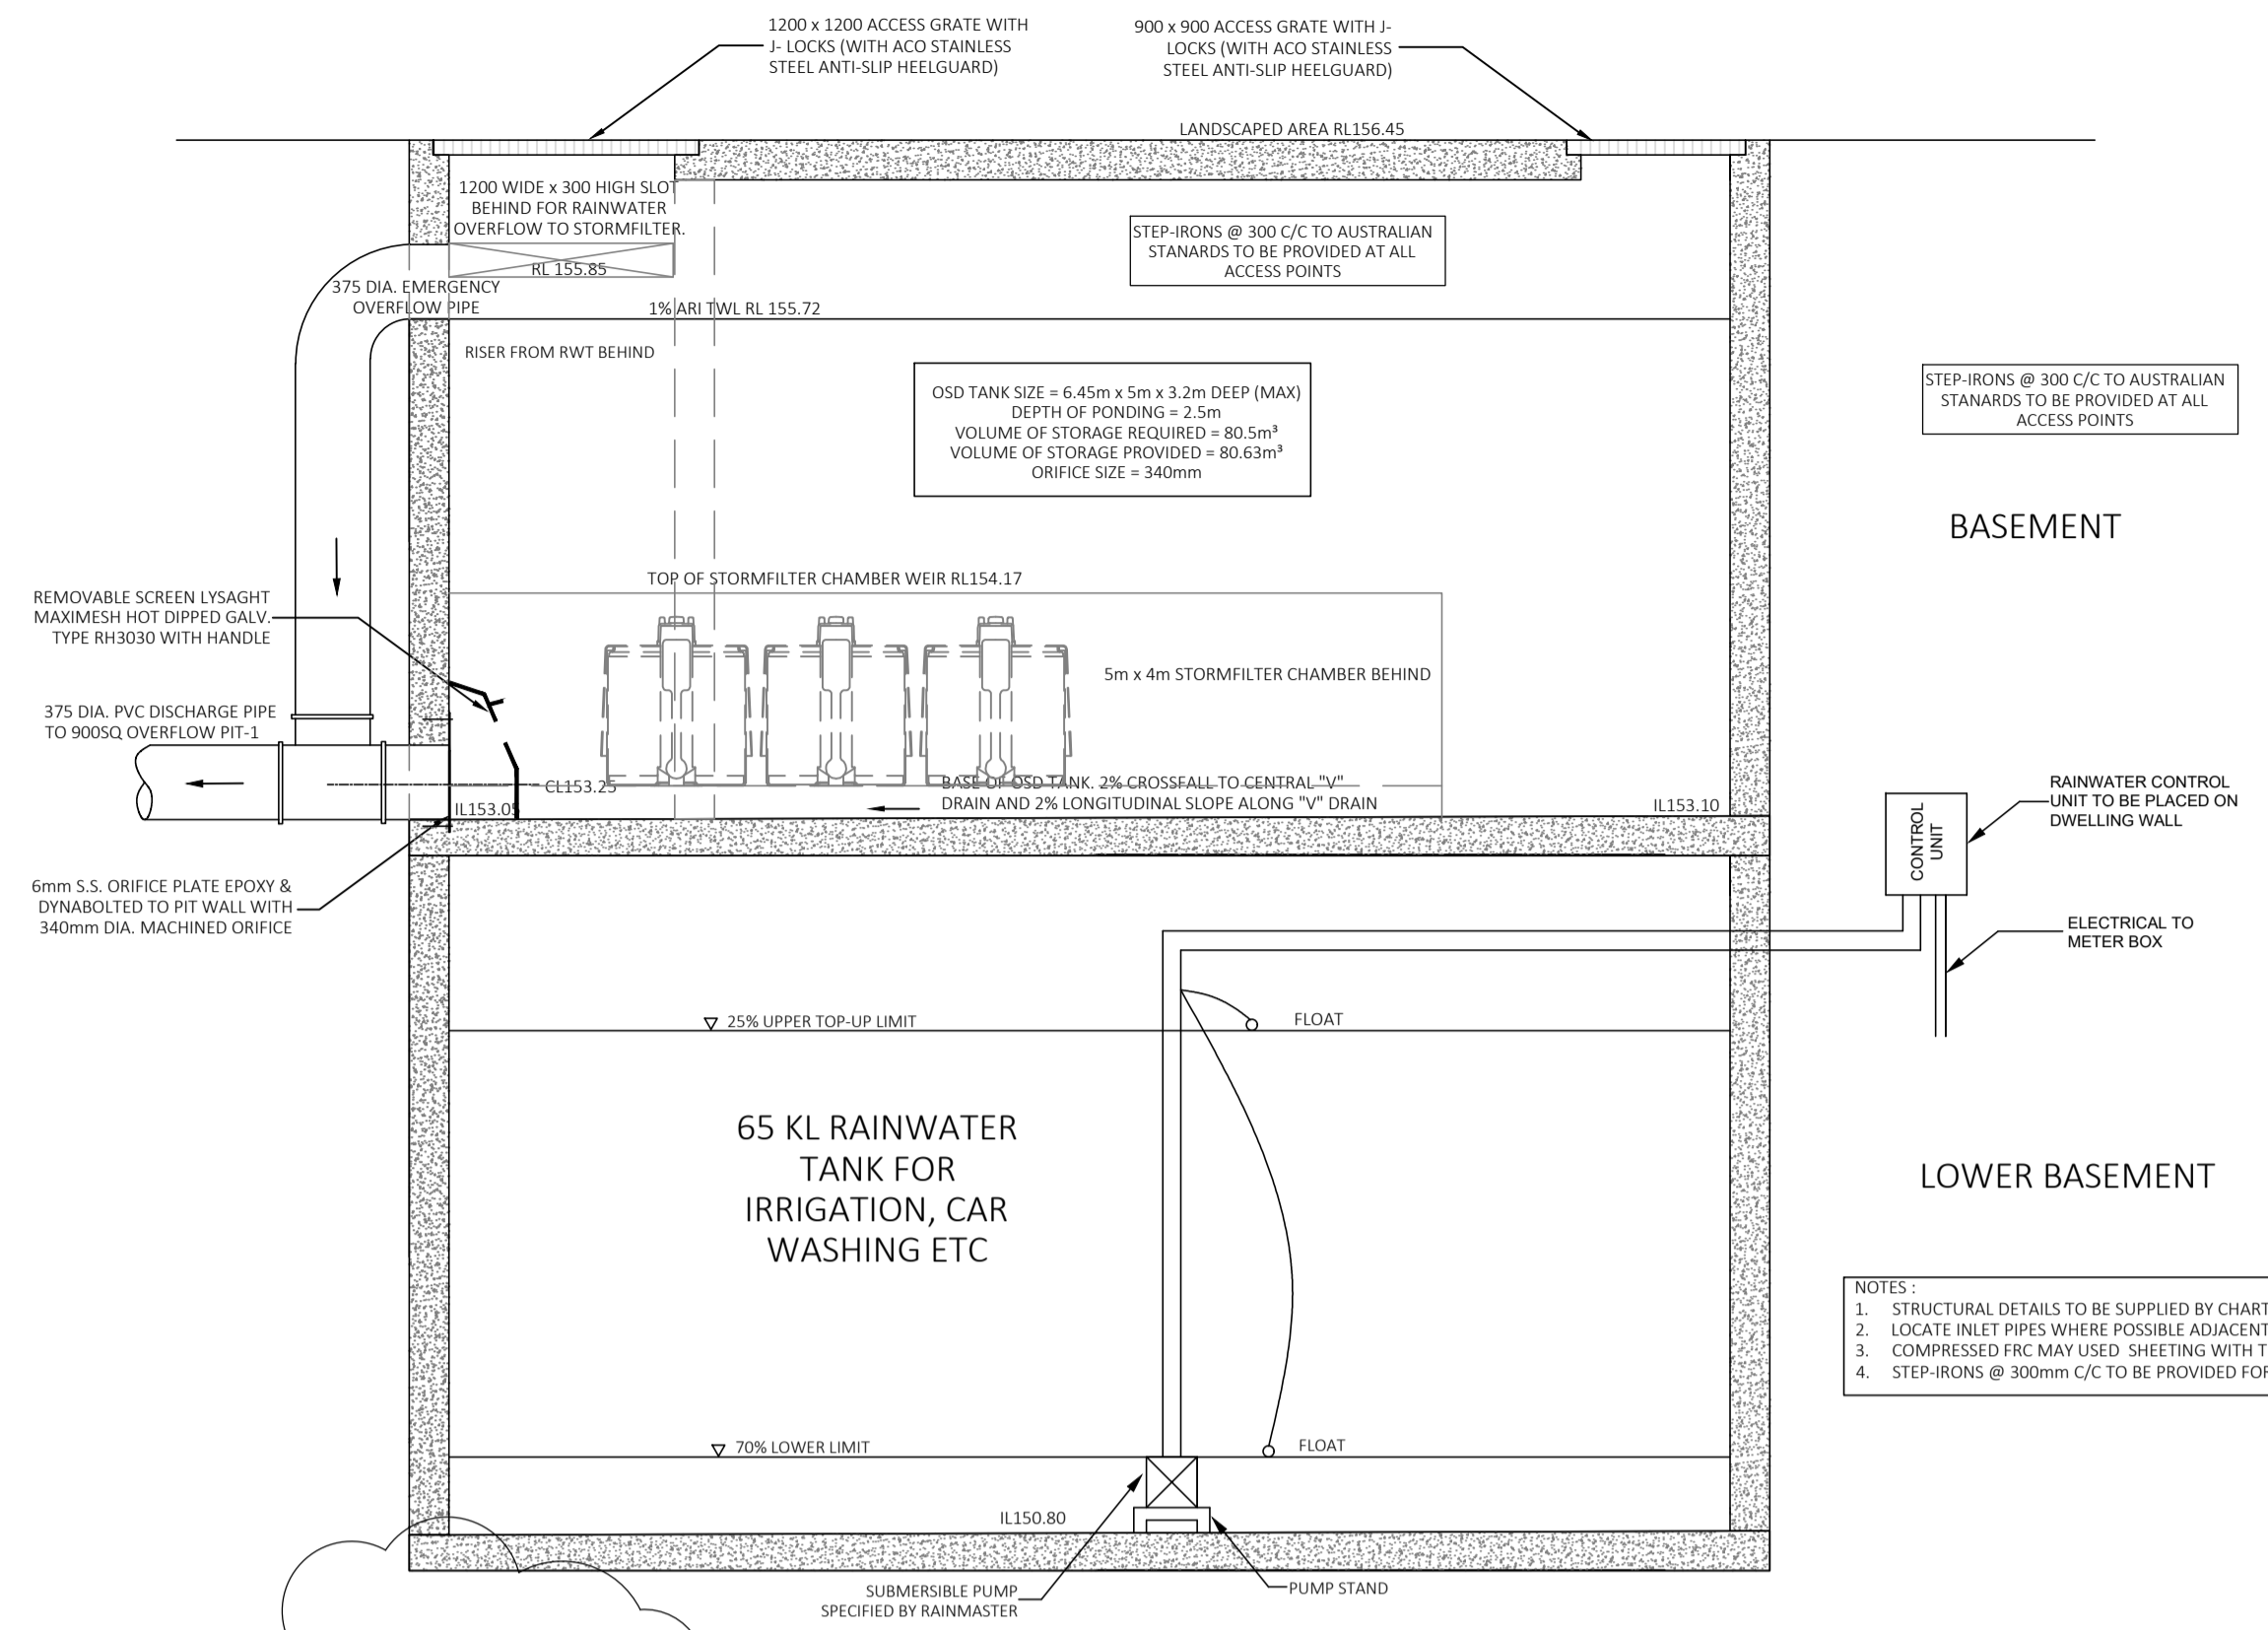 1200 x 1200 ACCESS GRATE WITH
J- LOCKS (WITH ACO STAINLESS
STEEL ANTI-SLIP HEELGUARD)
900 x 900 ACCESS GRATE WITH J-
LOCKS (WITH ACO STAINLESS
STEEL ANTI-SLIP HEELGUARD)
LANDSCAPED AREA RL156.45
1200 WIDE x 300 HIGH SLOT
BEHIND FOR RAINWATER
OVERFLOW TO STORMFILTER.
RL 155.85
STEP-IRONS @ 300 C/C TO AUSTRALIAN
STANARDS TO BE PROVIDED AT ALL
ACCESS POINTS
375 DIA. EMERGENCY
OVERFLOW PIPE
1% ARI TWL RL 155.72
RISER FROM RWT BEHIND
OSD TANK SIZE = 6.45m x 5m x 3.2m DEEP (MAX)
DEPTH OF PONDING = 2.5m
VOLUME OF STORAGE REQUIRED = 80.5m³
VOLUME OF STORAGE PROVIDED = 80.63m³
ORIFICE SIZE = 340mm
STEP-IRONS @ 300 C/C TO AUSTRALIAN
STANARDS TO BE PROVIDED AT ALL
ACCESS POINTS
BASEMENT
TOP OF STORMFILTER CHAMBER WEIR RL154.17
REMOVABLE SCREEN LYSAGHT
MAXIMESH HOT DIPPED GALV.
TYPE RH3030 WITH HANDLE
5m x 4m STORMFILTER CHAMBER BEHIND
375 DIA. PVC DISCHARGE PIPE
TO 900SQ OVERFLOW PIT-1
CL153.25
IL153.05
BASE OF OSD TANK. 2% CROSSFALL TO CENTRAL "V"
DRAIN AND 2% LONGITUDINAL SLOPE ALONG "V" DRAIN
IL153.10
RAINWATER CONTROL
UNIT TO BE PLACED ON
DWELLING WALL
CONTROL
UNIT
6mm S.S. ORIFICE PLATE EPOXY &
DYNABOLTED TO PIT WALL WITH
340mm DIA. MACHINED ORIFICE
ELECTRICAL TO
METER BOX
25% UPPER TOP-UP LIMIT
FLOAT
65 KL RAINWATER
TANK FOR
IRRIGATION, CAR
WASHING ETC
LOWER BASEMENT
NOTES :
1. STRUCTURAL DETAILS TO BE SUPPLIED BY CHART
2. LOCATE INLET PIPES WHERE POSSIBLE ADJACENT
3. COMPRESSED FRC MAY USED SHEETING WITH T
4. STEP-IRONS @ 300mm C/C TO BE PROVIDED FOR
70% LOWER LIMIT
FLOAT
IL150.80
SUBMERSIBLE PUMP
SPECIFIED BY RAINMASTER
PUMP STAND